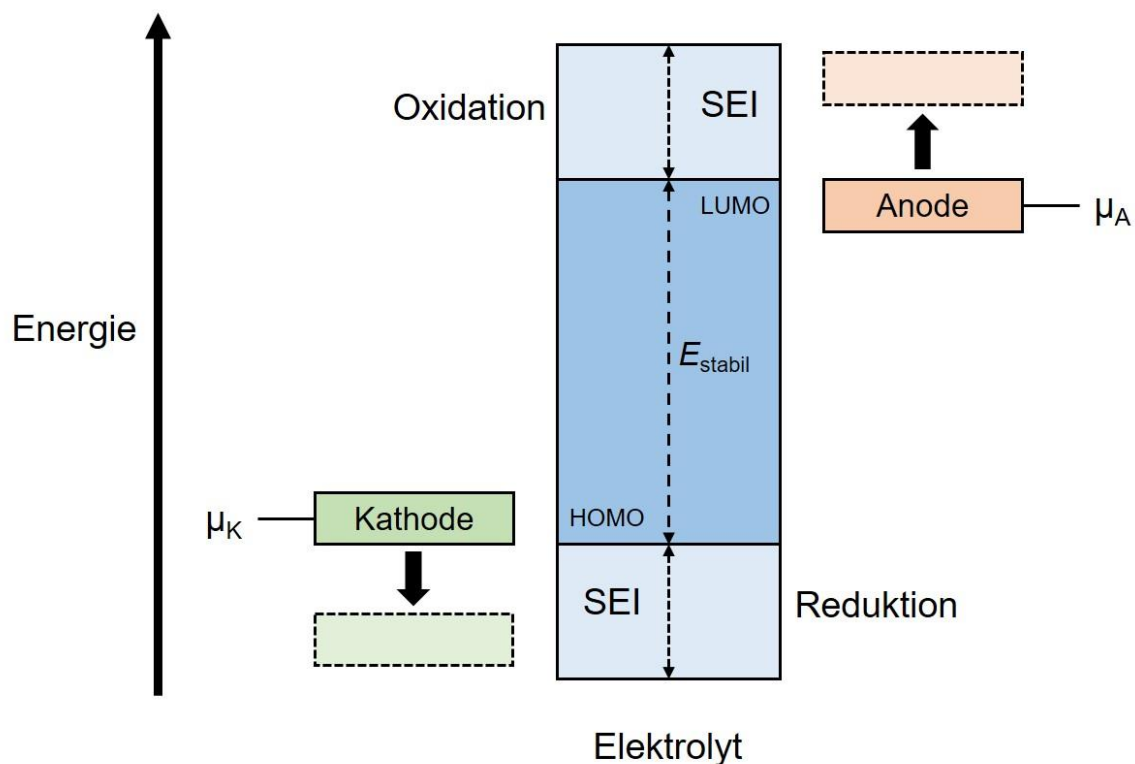 Oxidation
SEI
LUMO
Anode
μA
Energie
Estabil
μK
Kathode
HOMO
SEI
Reduktion
Elektrolyt